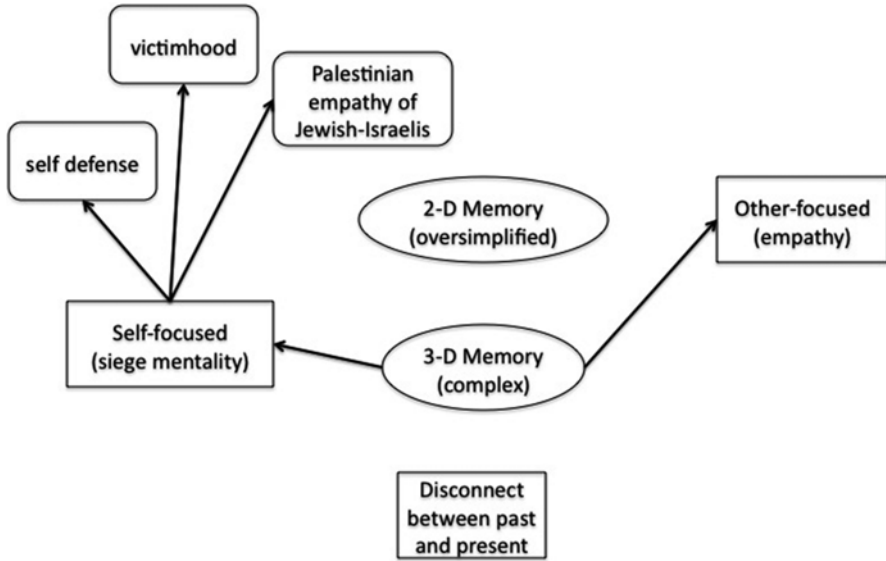 victimhood
Palestinian
empathy of
Jewish-Israelis
self defense
2-D Memory
(oversimplified)
Other-focused
(empathy)
Self-focused
(siege mentality)
3-D Memory
(complex)
Disconnect
between past
and present